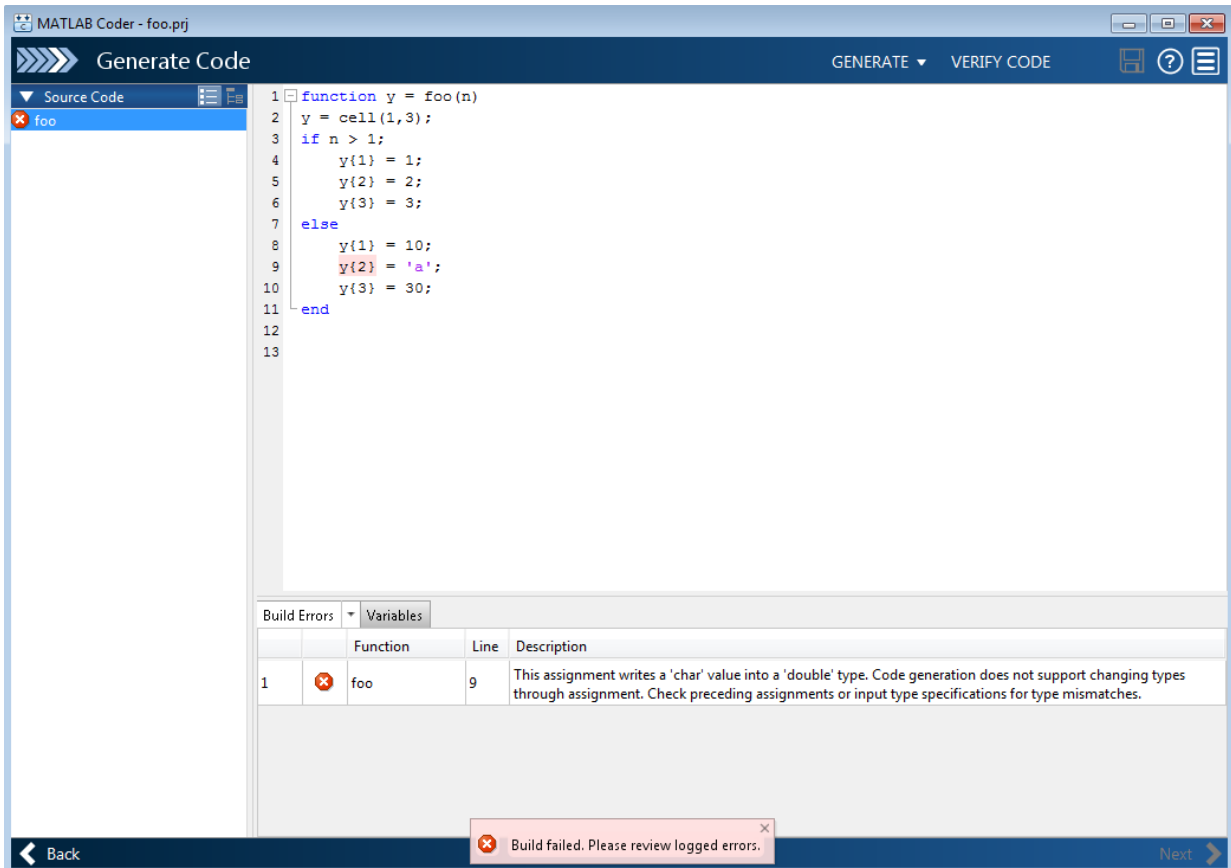 MATLAB Coder - foo.prj
Generate Code
GENERATE VERIFY CODE
Source Code
foo
1 function y = foo(n)
2 y = cell(1,3);
3 if n > 1;
4 y{1} = 1;
5 y{2} = 2;
6 y{3} = 3;
7 else
8 y{1} = 10;
9 y{2} = 'a';
10 y{3} = 30;
11 end
12
13
Build Errors Variables
Function Line Description
1 foo 9 This assignment writes a 'char' value into a 'double' type. Code generation does not support changing types
through assignment. Check preceding assignments or input type specifications for type mismatches.
Build failed. Please review logged errors.
Back
Next